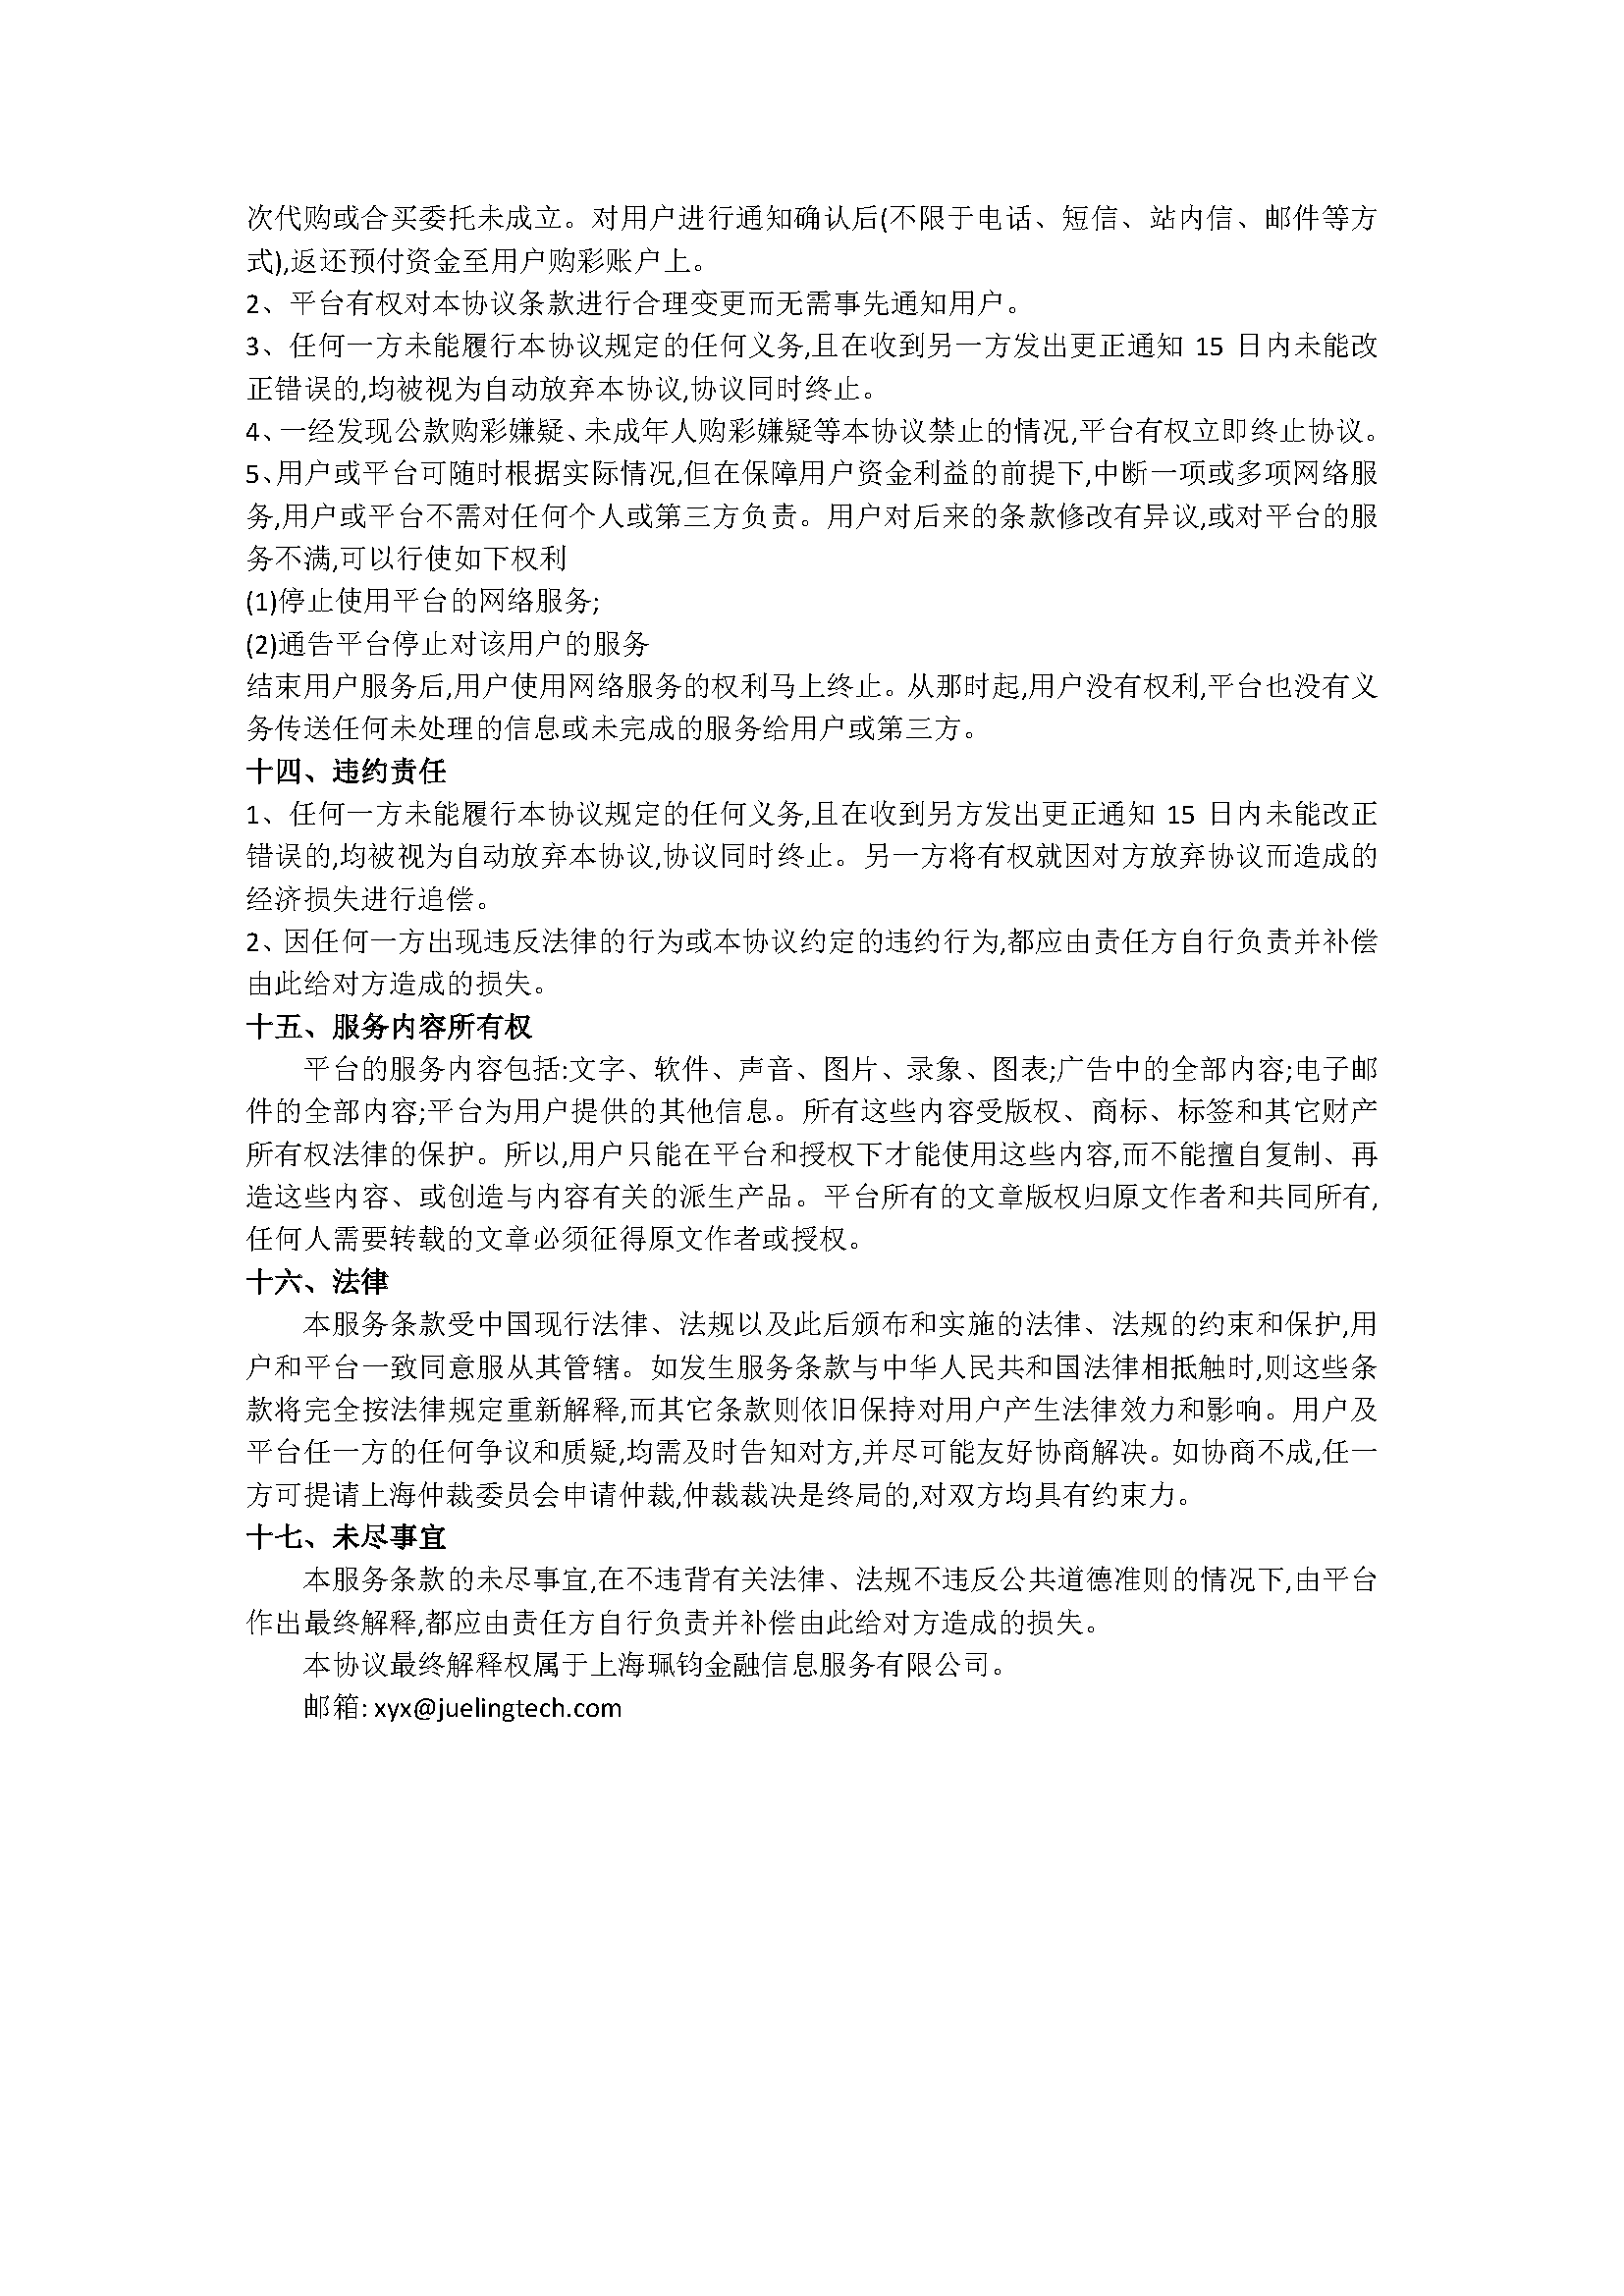 次代购或合买委托未成立。对用户进行通知确认后(不限于电话、短信、站内信、邮件等方
式),返还预付资金至用户购彩账户上。
2、平台有权对本协议条款进行合理变更而无需事先通知用户。
3、任何一方未能履行本协议规定的任何义务,且在收到另一方发出更正通知 15 日内未能改
正错误的,均被视为自动放弃本协议,协议同时终止。
4、一经发现公款购彩嫌疑、未成年人购彩嫌疑等本协议禁止的情况,平台有权立即终止协议。
5、用户或平台可随时根据实际情况,但在保障用户资金利益的前提下,中断一项或多项网络服
务,用户或平台不需对任何个人或第三方负责。用户对后来的条款修改有异议,或对平台的服
务不满,可以行使如下权利
(1)停止使用平台的网络服务;
(2)通告平台停止对该用户的服务
结束用户服务后,用户使用网络服务的权利马上终止。从那时起,用户没有权利,平台也没有义
务传送任何未处理的信息或未完成的服务给用户或第三方。
十四、违约责任
1、任何一方未能履行本协议规定的任何义务,且在收到另方发出更正通知 15 日内未能改正
错误的,均被视为自动放弃本协议,协议同时终止。另一方将有权就因对方放弃协议而造成的
经济损失进行追偿。
2、因任何一方出现违反法律的行为或本协议约定的违约行为,都应由责任方自行负责并补偿
由此给对方造成的损失。
十五、服务内容所有权
平台的服务内容包括:文字、软件、声音、图片、录象、图表;广告中的全部内容;电子邮
件的全部内容;平台为用户提供的其他信息。所有这些内容受版权、商标、标签和其它财产
所有权法律的保护。所以,用户只能在平台和授权下才能使用这些内容,而不能擅自复制、再
造这些内容、或创造与内容有关的派生产品。平台所有的文章版权归原文作者和共同所有,
任何人需要转载的文章必须征得原文作者或授权。
十六、法律
本服务条款受中国现行法律、法规以及此后颁布和实施的法律、法规的约束和保护,用
户和平台一致同意服从其管辖。如发生服务条款与中华人民共和国法律相抵触时,则这些条
款将完全按法律规定重新解释,而其它条款则依旧保持对用户产生法律效力和影响。用户及
平台任一方的任何争议和质疑,均需及时告知对方,并尽可能友好协商解决。如协商不成,任一
方可提请上海仲裁委员会申请仲裁,仲裁裁决是终局的,对双方均具有约束力。
十七、未尽事宜
本服务条款的未尽事宜,在不违背有关法律、法规不违反公共道德准则的情况下,由平台
作出最终解释,都应由责任方自行负责并补偿由此给对方造成的损失。
本协议最终解释权属于上海珮钧金融信息服务有限公司。
邮箱: xyx@juelingtech.com